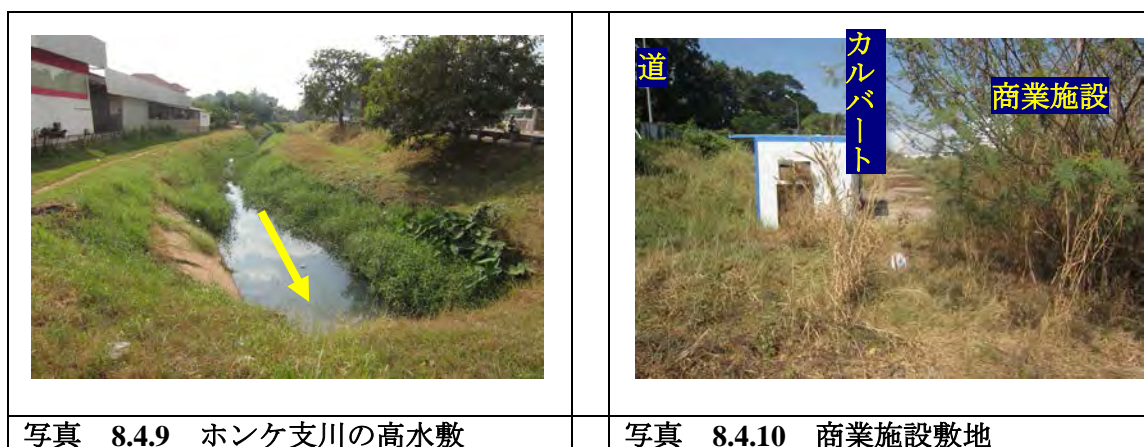 道
カルバート
商業施設
写真 8.4.9 ホンケ支川の高水敷
写真 8.4.10 商業施設敷地